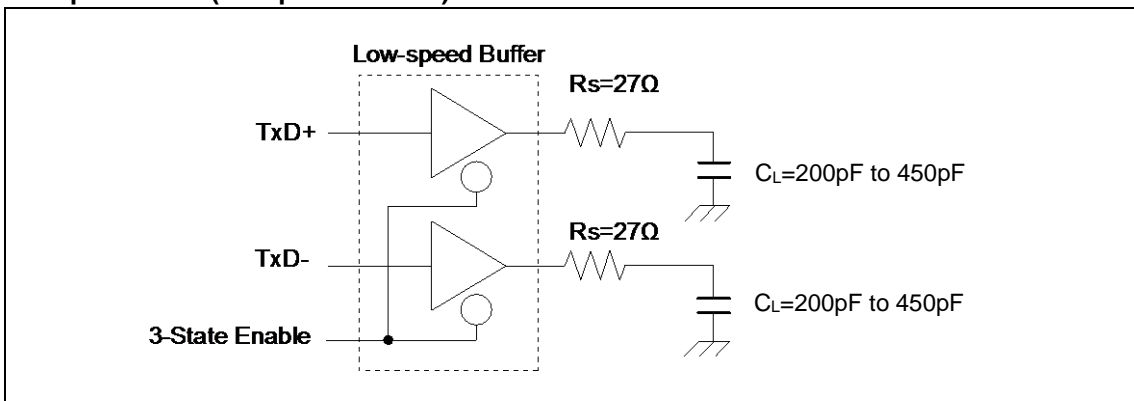 Low-speed Buffer
Rs=27Ω
TxD+
CL=200pF to 450pF
Rs=27Ω
TxD-
CL=200pF to 450pF
3-State Enable